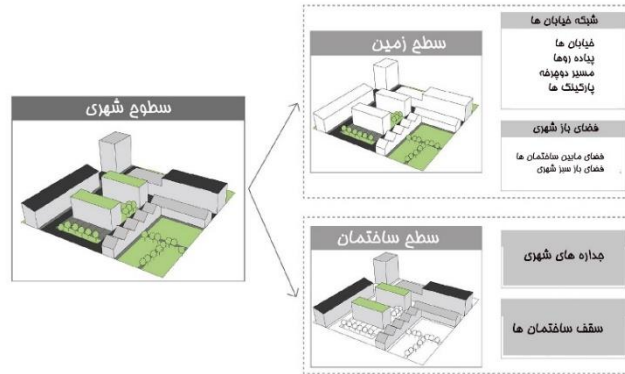 سطوح شهری
سطح زمین
شبکه خیابان ها
خیابان ها
پیاده روها
مسیر دوچرخه
پارکینگ ها
فضای باز شهری
فضای مابین ساختمان ها
فضای باز سبز شهری
سطح ساختمان
جداره های شهری
سقف ساختمان ها